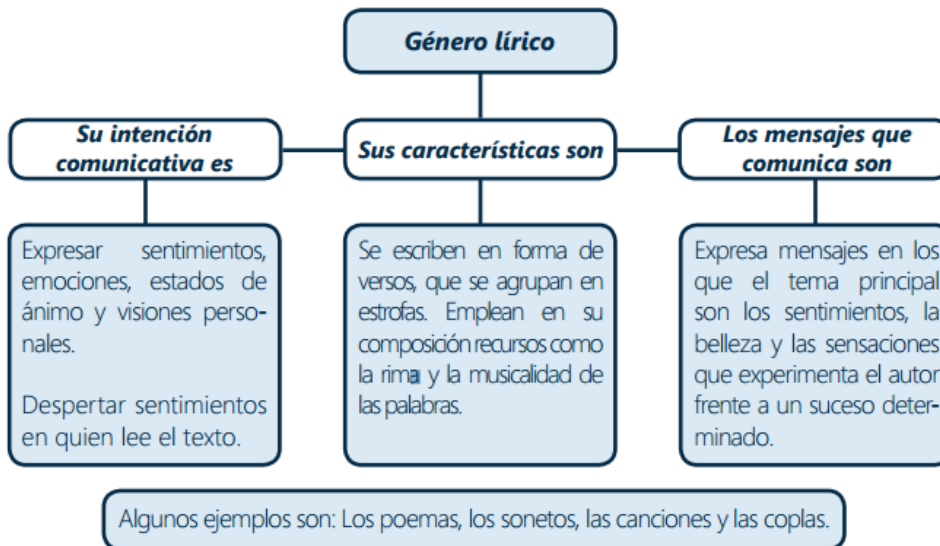 Género lírico
Su intención
comunicativa es
Sus características son
Los mensajes que
comunica son
Expresar sentimientos,
emociones, estados de
ánimo y visiones perso-
nales.
Despertar sentimientos
en quien lee el texto.
Se escriben en forma de
versos, que se agrupan en
estrofas. Emplean en su
composición recursos como
la rima y la musicalidad de
las palabras.
Expresa mensajes en los
que el tema principal
son los sentimientos, la
belleza y las sensaciones
que experimenta el autor
frente a un suceso deter-
minado.
Algunos ejemplos son: Los poemas, los sonetos, las canciones y las coplas.